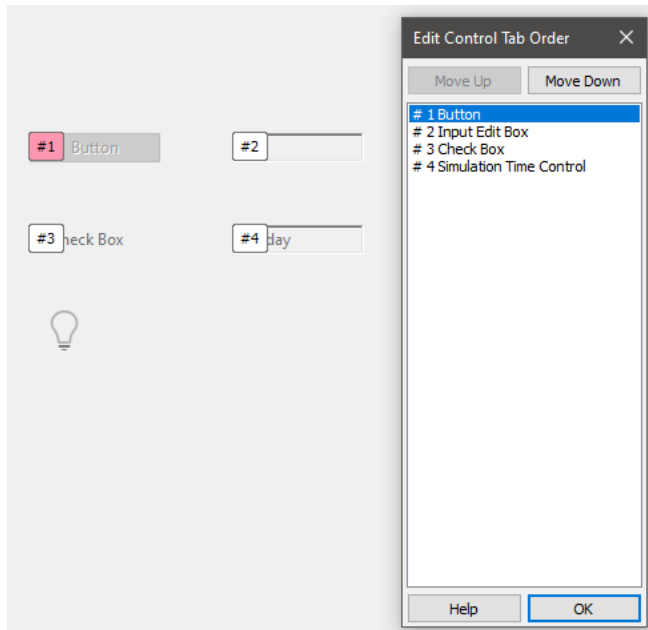 Edit Control Tab Order
Move Up Move Down
# 1 Button
# 2 Input Edit Box
# 3 Check Box
# 4 Simulation Time Control
#1 Button #2
#3 heck Box #4 day
Help OK